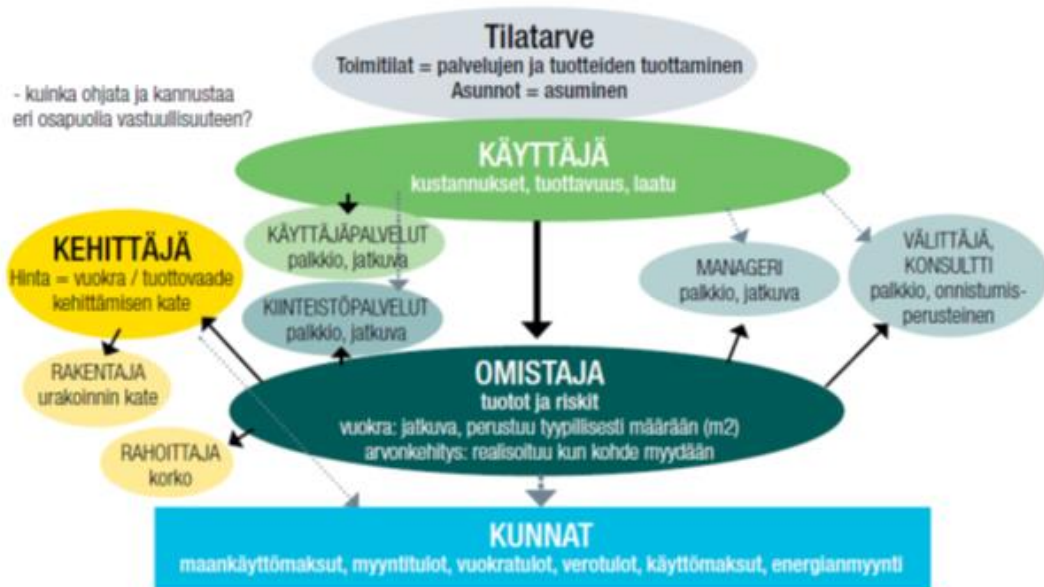 Tilatarve
Toimitilat = palvelujen ja tuotteiden tuottaminen
Asunnot = asuminen
- kuinka ohjata ja kannustaa
eri osapuolia vastuullisuuteen?
KÄYTTÄJÄ
kustannukset, tuottavuus, laatu
KEHITTÄJÄ
Hinta = vuokra / tuottovaade
kehittämisen kate
KÄYTTÄJÄPALVELUT
palkkio, jatkuva
KIINTEISTÖPALVELUT
palkkio, jatkuva
MANAGERI
palkkio, jatkuva
VÄLITTÄJÄ,
KONSULTTI
palkkio, onnistumis-
perusteinen
RAKENTAJA
urakoinnin kate
RAHOITTAJA
korko
OMISTAJA
tuotot ja riskit
vuokra: jatkuva, perustuu tyypillisesti määrään (m2)
arvonkehitys: realisoituu kun kohde myydään
KUNNAT
maankäyttömaksut, myyntitulot, vuokratulot, verotulot, käyttömaksut, energianmyynti